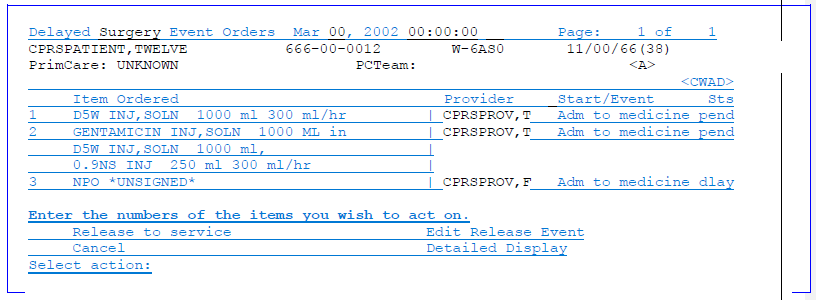 Delayed Surgery Event Orders  Mar 00, 2002 00:00:00          Page:    1 of    1
CPRSPATIENT,TWELVE            666-00-0012         W-6AS0       11/00/66(38)
PrimCare: UNKNOWN                      PCTeam:                         <A>
<CWAD>
Item Ordered                                    Provider      Start/Event       Sts
1    D5W INJ,SOLN  1000 ml 300 ml/hr          | CPRSPROV,T   Adm to medicine pend
2    GENTAMICIN INJ,SOLN  1000 ML in          | CPRSPROV,T   Adm to medicine pend
D5W INJ,SOLN  1000 ml,                   |
0.9NS INJ  250 ml 300 ml/hr              |
3    NPO *UNSIGNED*                           | CPRSPROV,F   Adm to medicine dlay
Enter the numbers of the items you wish to act on.
Release to service                       Edit Release Event
Cancel                                   Detailed Display
Select action: